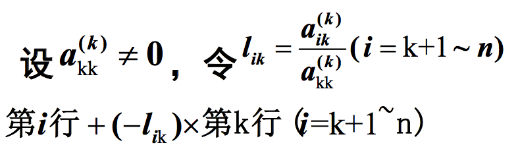 设 a_{kk}^{(k)} ≠ 0，令 l_{ik} = \frac{a_{ik}^{(k)}}{a_{kk}^{(k)}} (i = k+1 ~ n)
第i行 + (−l_{ik})×第k行 (i=k+1~n)